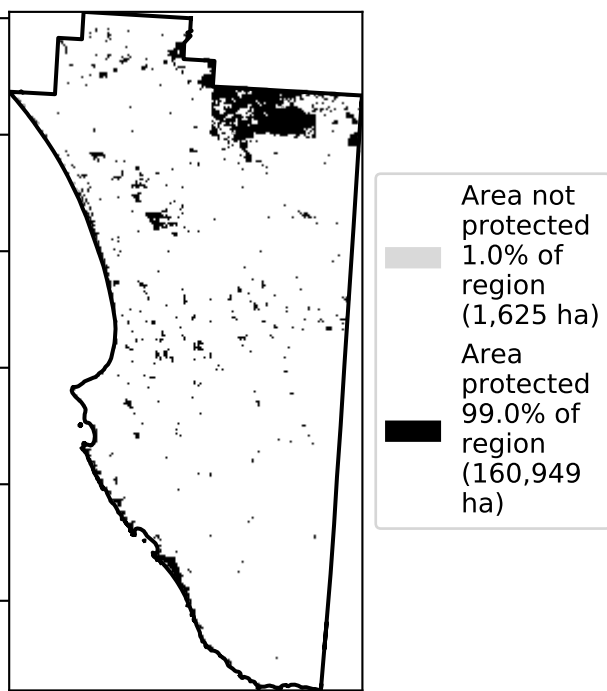 Area not
protected
1.0% of
region
(1,625 ha)
Area
protected
99.0% of
region
(160,949
ha)